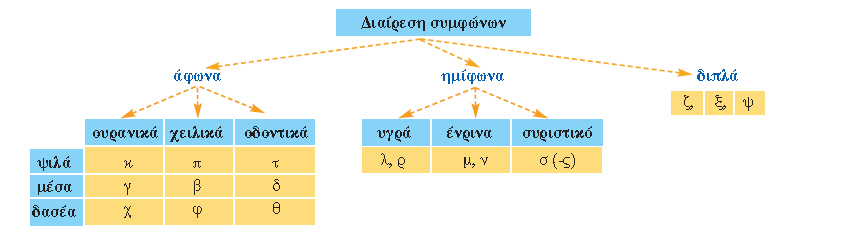 Διαίρεση συμφώνων
άφωνα ημίφωνα διπλά
ζ, ξ, ψ
ουρανικά χειλικά οδοντικά υγρά ένρινα συριστικό
ψιλά κ π τ λ, ρ μ, ν σ (-ς)
μέσα γ β δ
δασέα χ φ θ